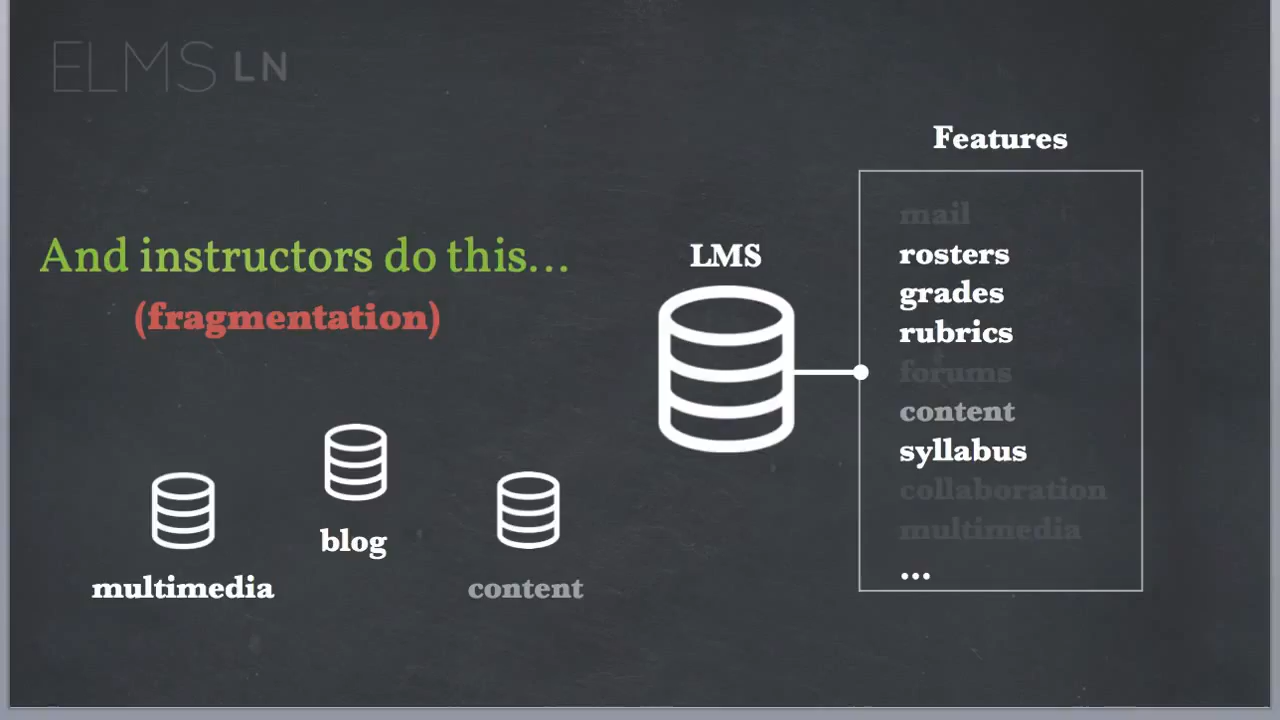 ELMS LN
And instructors do this...
(fragmentation)
multimedia
blog
content
LMS
Features
mail
rosters
grades
rubrics
forums
content
syllabus
collaboration
multimedia
...